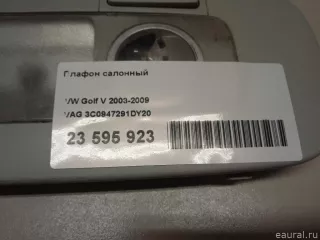 Плафон салонный
VW Golf V 2003-2009
VAG 3C0947291DY20
23 595 923
eaural.ru